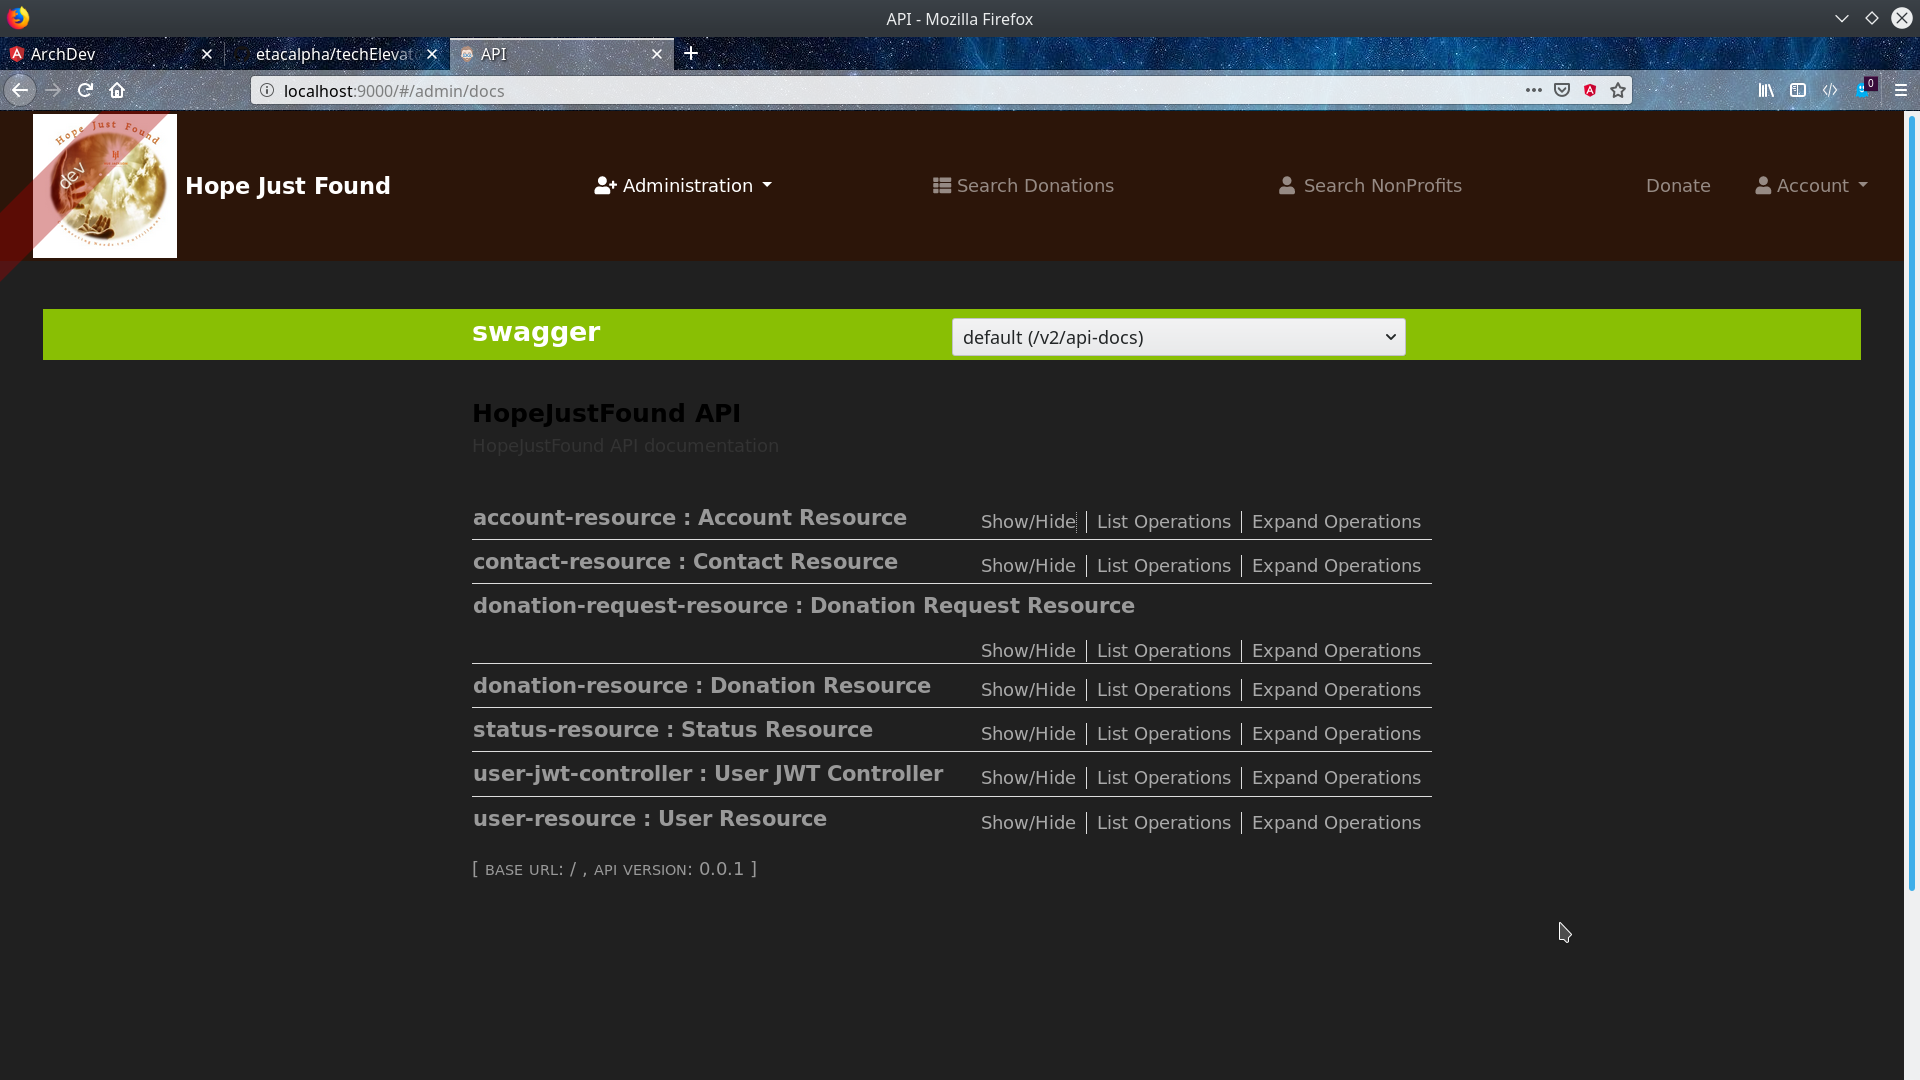 API - Mozilla Firefox
ArchDev
etacalpha/techElevat
API
localhost:9000/#/admin/docs
0
Hope Just Found
dev
Hope Just Found
Administration
Search Donations
Search NonProfits
Donate
Account
swagger
default (/v2/api-docs)
HopeJustFound API
HopeJustFound API documentation
account-resource : Account Resource
Show/Hide
List Operations
Expand Operations
contact-resource : Contact Resource
Show/Hide
List Operations
Expand Operations
donation-request-resource : Donation Request Resource
Show/Hide
List Operations
Expand Operations
donation-resource : Donation Resource
Show/Hide
List Operations
Expand Operations
status-resource : Status Resource
Show/Hide
List Operations
Expand Operations
user-jwt-controller : User JWT Controller
Show/Hide
List Operations
Expand Operations
user-resource : User Resource
Show/Hide
List Operations
Expand Operations
[ BASE URL: / , API VERSION: 0.0.1 ]